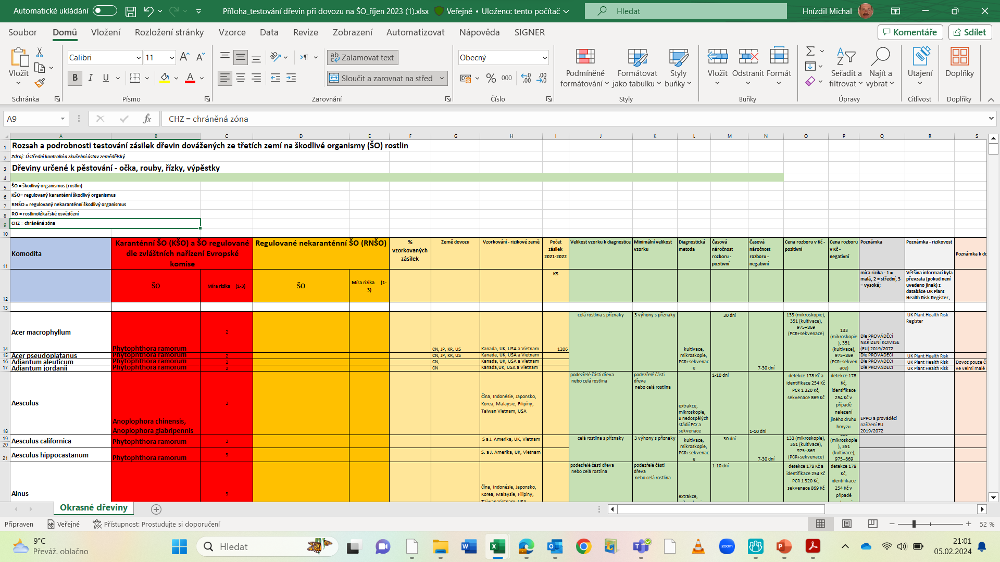 Automatické ukládání
Příloha_testování dřevin při dovozu na ŠO_říjen 2023 (1).xlsx
Veřejné • Uloženo: tento počítač
Hledat
Hnízdil Michal
Soubor Domů Vložení Rozložení stránky Vzorce Data Revize Zobrazení Automatizovat Nápověda SIGNER
Komentáře Sdílet
Calibri 11
Zalamovat text
Obecný
Vložit
Sloučit a zarovnat na střed
Podmíněné formátování
Formátovat jako tabulku
Styly buňky
Vložit Odstranit Formát
Seřadit a filtrovat
Najít a vybrat
Utajení
Doplňky
Schránka Písmo Zarovnání Číslo Styly Buňky Úpravy Citlivost Doplňky
A9
CHZ = chráněná zóna
A B C D E F G H I J K L M N O P Q R S
1 Rozsah a podrobnosti testování zásilek dřevin dovážených ze třetích zemí na škodlivé organismy (ŠO) rostlin
2 Zdroj: Ústřední kontrolní a zkušební ústav zemědělský
3 Dřeviny určené k pěstování - očka, rouby, řízky, výpěstky
4
5 ŠO = škodlivý organismus (rostlin)
6 KŠO= regulovaný karanténní škodlivý organismus
7 RNŠO = regulovaný nekaranténní škodlivý organismus
8 RO = rostlinolékařské osvědčení
9 CHZ = chráněná zóna
10
11 Komodita
Karanténní ŠO (KŠO) a ŠO regulované dle zvláštních nařízení Evropské komise
Regulované nekaranténní ŠO (RNŠO)
% vzorkovaných zásilek
Země dovozu
Vzorkování - rizikové země
Počet zásilek 2021-2022
Velikost vzorku k diagnostice
Minimální velikost vzorku
Diagnostická metoda
Časová náročnost rozboru - pozitivní
Časová náročnost rozboru - negativní
Cena rozboru v Kč - pozitivní
Cena rozboru v Kč - negativní
Poznámka
Poznámka - rizikovost
Poznámka k do
12 ŠO
Míra rizika (1-3)
ŠO
Míra rizika (1-3)
KS
míra rizika - 1 = malá, 2 = střední, 3 = vysoká;
Většina informací byla převzata (pokud není uvedeno jinak) z databáze UK Plant Health Risk Register,
13
14 Acer macrophyllum
Phytophthora ramorum
2
CN, JP, KR, US
Kanada, UK, USA a Vietnam
1206
celá rostlina s příznaky
3 výhony s příznaky
kultivace, mikroskopie, PCR+sekvenace
30 dní
7-30 dní
133 (mikroskopie), 351 (kultivace), 975+869 (PCR+sekvenace)
133 (mikroskopie), 351 (kultivace), 975+869 (PCR+sekvenace)
Dle PROVÁDĚCÍ NAŘÍZENÍ KOMISE (EU) 2019/2072
UK Plant Health Risk Register
15 Acer pseudoplatanus Phytophthora ramorum 2 CN, JP, KR, US Kanada, UK, USA a Vietnam Dle PROVÁDĚCÍ UK Plant Health Risk
16 Adiantum aleuticum Phytophthora ramorum 2 CN, Kanada, UK, USA a Vietnam Dle PROVÁDĚCÍ UK Plant Health Risk Dovoz pouze Č
17 Adiantum jordanii Phytophthora ramorum 2 CN Kanada,UK, USA a Vietnam Dle PROVÁDĚCÍ UK Plant Health Risk ve velmi malé
18 Aesculus
Anoplophora chinensis, Anoplophora glabripennis
3
Čína, Indonésie, Japonsko, Korea, Malaysie, Filipíny, Taiwan Vietnam, USA
podezřelé části dřeva nebo celá rostlina
podezřelé části dřeva nebo celá rostlina
extrakce, mikroskopie, u nedospělých stádií PCr a sekvenace
1-10 dní
1-10 dní
detekce 178 Kč a identifikace 254 Kč PCR 1 320 Kč, sekvenace 869 Kč
detekce 178 Kč, identifikace 254 Kč v případě nalezení jiného druhu hmyzu
EPPO a prováděcí nařízení EU 2019/2072
19
20 Aesculus californica
Phytophthora ramorum
3
S a J. Amerika, UK, Vietnam
celá rostlina s příznaky
3 výhony s příznaky
kultivace, mikroskopie, PCR+sekvenace
30 dní
7-30 dní
133 (mikroskopie), 351 (kultivace), 975+869 (PCR+sekvenace)
(mikroskopie), 351 (kultivace), 975+869
21 Aesculus hippocastanum
Phytophthora ramorum
3
S. a J. Amerika, UK, Vietnam
Alnus
3
Čína, Indonésie, Japonsko, Korea, Malaysie, Filipíny, Taiwan Vietnam, USA
podezřelé části dřeva nebo celá rostlina
podezřelé části dřeva nebo celá rostlina
extrakce,
1-10 dní
detekce 178 Kč a identifikace 254 Kč PCR 1 320 Kč, sekvenace 869 Kč
detekce 178 Kč, identifikace 254 Kč v případě
Okrasné dřeviny
Připraven
Veřejné
Přístupnost: Prostudujte si doporučení
52 %
9°C
Převáž. oblačno
Hledat
zoom
21:01
05.02.2024